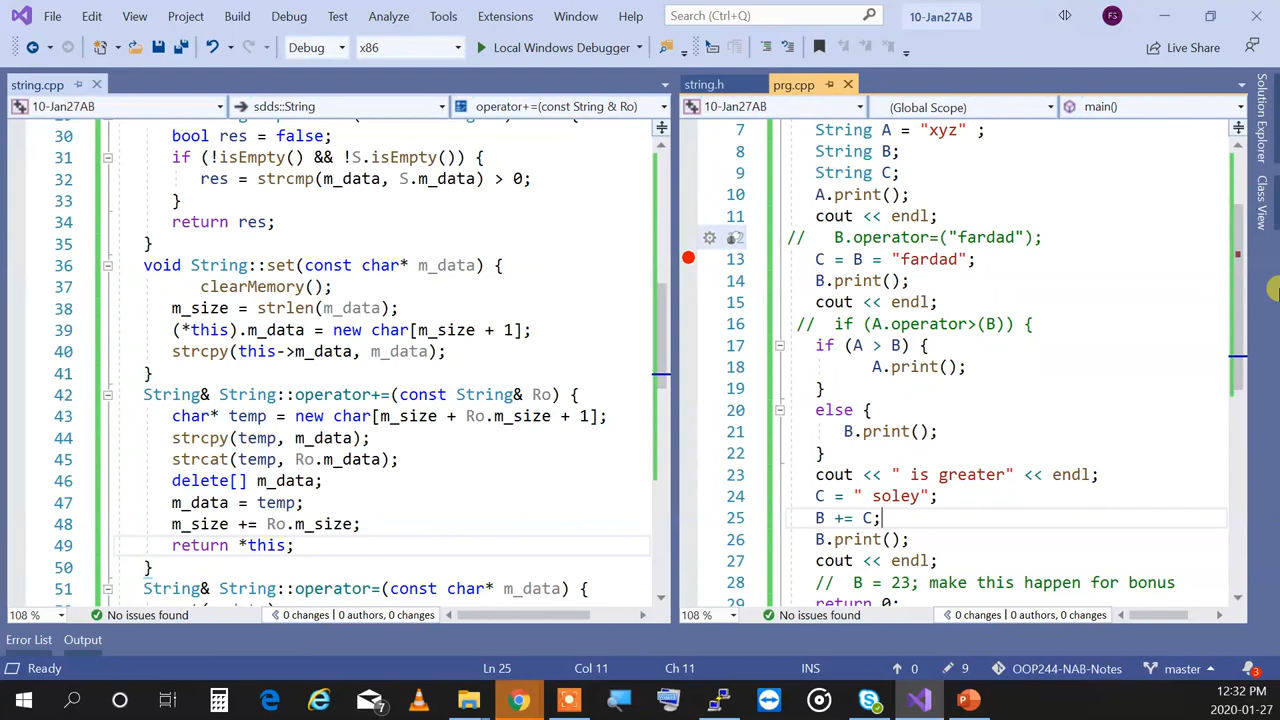 File Edit View Project Build Debug Test Analyze Tools Extensions Window Help Search (Ctrl+Q) 10-Jan27AB FS
Debug x86 Local Windows Debugger Live Share
string.cpp
10-Jan27AB sdds::String operator+=(const String & Ro)
30 bool res = false;
31 if (!isEmpty() && !S.isEmpty()) {
32 res = strcmp(m_data, S.m_data) > 0;
33 }
34 return res;
35 }
36 void String::set(const char* m_data) {
37 clearMemory();
38 m_size = strlen(m_data);
39 (*this).m_data = new char[m_size + 1];
40 strcpy(this->m_data, m_data);
41 }
42 String& String::operator+=(const String& Ro) {
43 char* temp = new char[m_size + Ro.m_size + 1];
44 strcpy(temp, m_data);
45 strcat(temp, Ro.m_data);
46 delete[] m_data;
47 m_data = temp;
48 m_size += Ro.m_size;
49 return *this;
50 }
51 String& String::operator=(const char* m_data) {
108 % No issues found 0 changes | 0 authors, 0 changes
string.h prg.cpp
10-Jan27AB (Global Scope) main()
7 String A = "xyz" ;
8 String B;
9 String C;
10 A.print();
11 cout << endl;
12 // B.operator=("fardad");
13 C = B = "fardad";
14 B.print();
15 cout << endl;
16 // if (A.operator>(B)) {
17 if (A > B) {
18 A.print();
19 }
20 else {
21 B.print();
22 }
23 cout << " is greater" << endl;
24 C = " soley";
25 B += C;
26 B.print();
27 cout << endl;
28 // B = 23; make this happen for bonus
29 return 0;
108 % No issues found 0 changes | 0 authors, 0 changes
Solution Explorer
Class View
Error List Output
Ready Ln 25 Col 11 Ch 11 INS 0 9 OOP244-NAB-Notes master 3
7
12:32 PM
2020-01-27